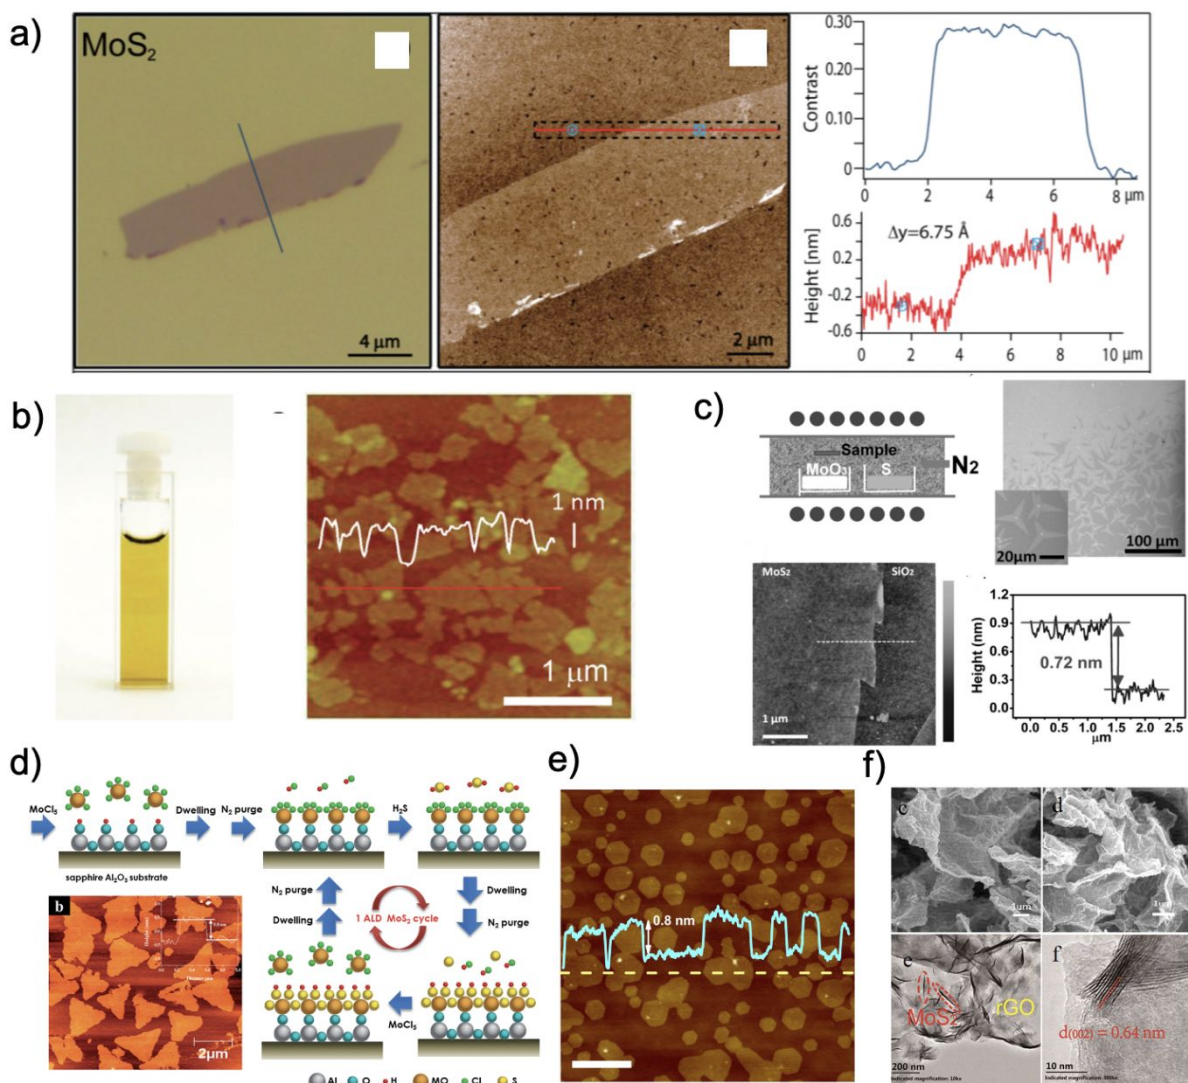 a)
MoS2
4 μm
2 μm
Contrast
0.30
0.20
0.10
0
0
2
4
6
8
μm
Height [nm]
0.6
0.2
-0.2
-0.6
Δy=6.75 Å
0
2
4
6
8
10
μm
b)
1 nm
1 μm
c)
Sample
MoO3
S
N2
20μm
100 μm
MoS2
SiO2
1 μm
Height (nm)
1.2
0.9
0.6
0.3
0.0
0.72 nm
0.0
0.5
1.0
1.5
2.0
2.5
μm
d)
MoCl5
Dwelling
N2 purge
H2S
sapphire Al2O3 substrate
N2 purge
Dwelling
1 ALD MoS2 cycle
Dwelling
N2 purge
MoCl5
b
2μm
Al
O
H
MO
Cl
S
e)
0.8 nm
f)
c
1um
d
1um
e
MoS2
rGO
200 nm
Indicated magnification: 10kx
f
d(002) = 0.64 nm
10 nm